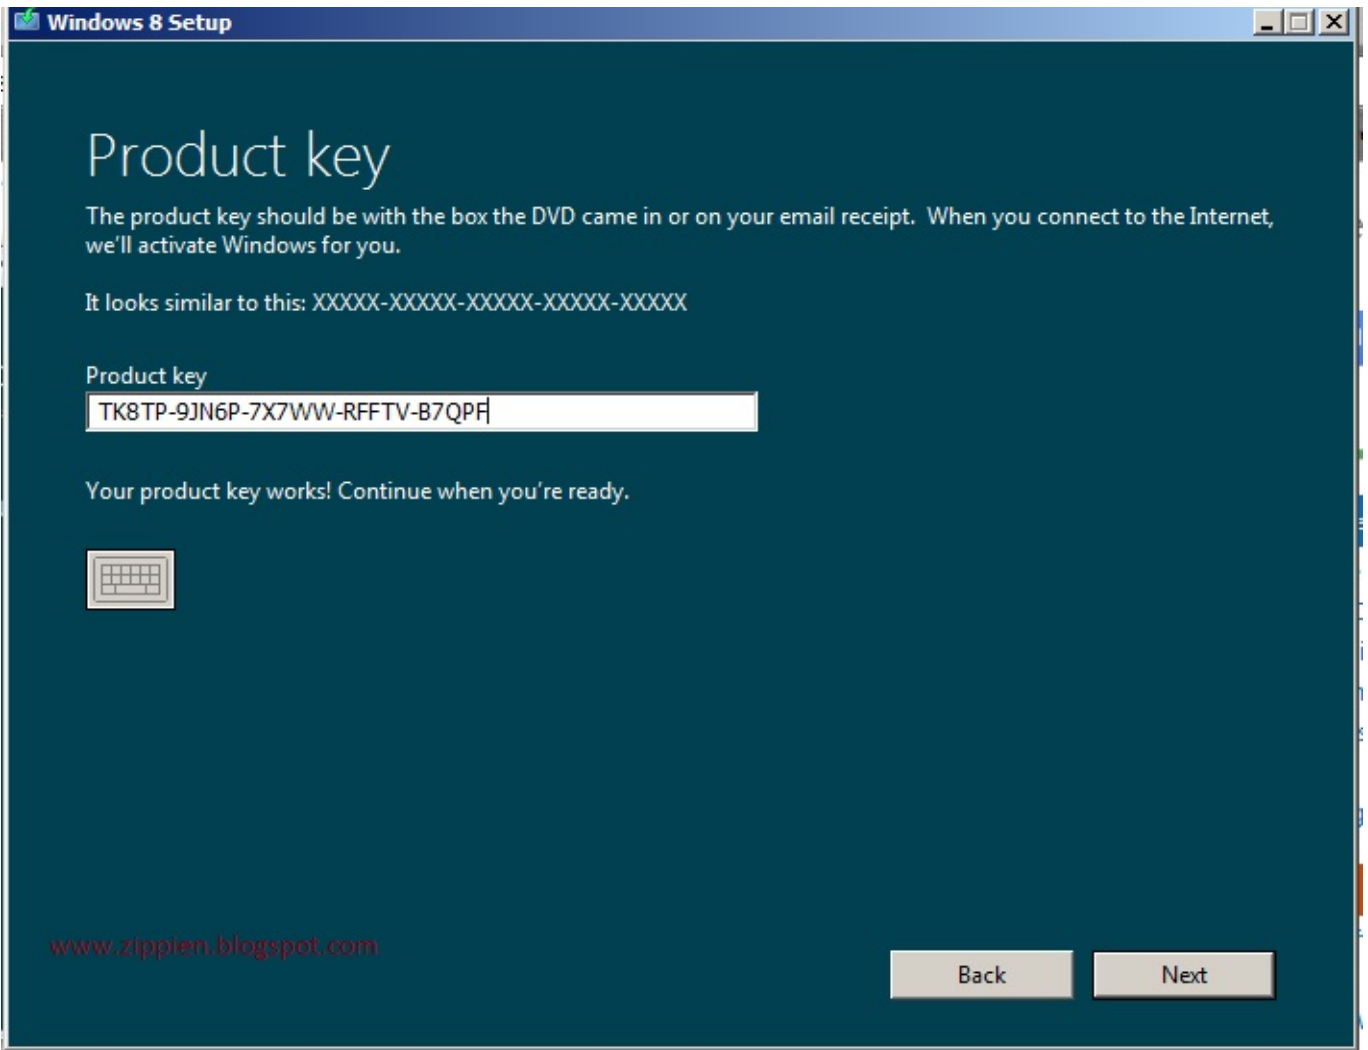 Windows 8 Setup
Product key
The product key should be with the box the DVD came in or on your email receipt.  When you connect to the Internet,
we'll activate Windows for you.
It looks similar to this: XXXXX-XXXXX-XXXXX-XXXXX-XXXXX
Product key
TK8TP-9JN6P-7X7WW-RFFTV-B7QPF
Your product key works! Continue when you're ready.
www.zippien.blogspot.com
Back
Next